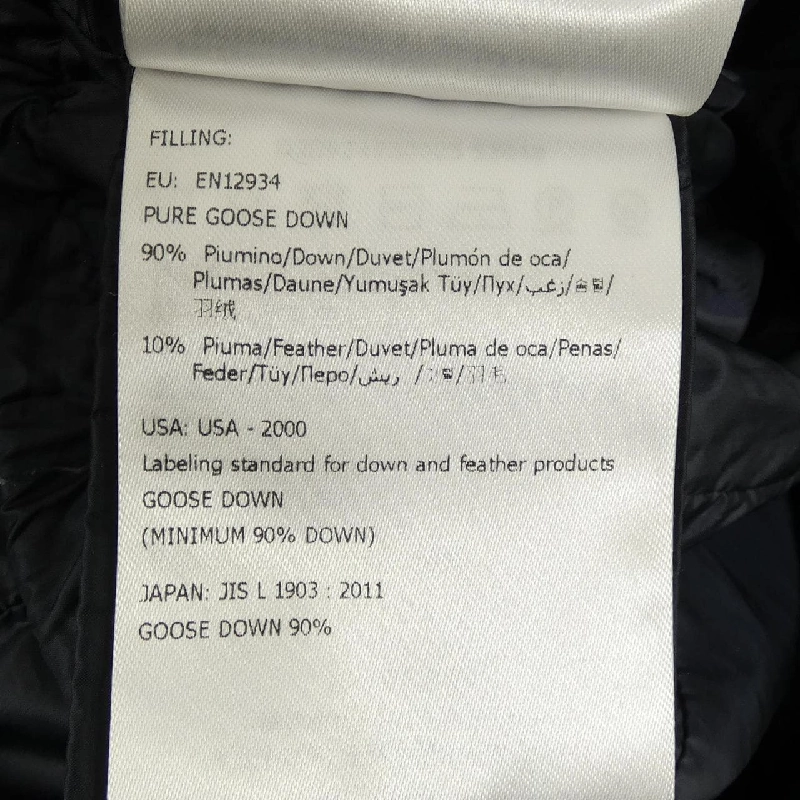 FILLING:
EU: EN12934
PURE GOOSE DOWN
90% Piumino/Down/Duvet/Plumón de oca/
Plumas/Daune/Yumuşak Tüy/Пух/زغب/
羽绒
10% Piuma/Feather/Duvet/Pluma de oca/Penas/
Feder/Tüy/Перо/ريش /羽毛
USA: USA - 2000
Labeling standard for down and feather products
GOOSE DOWN
(MINIMUM 90% DOWN)
JAPAN: JIS L 1903 : 2011
GOOSE DOWN 90%